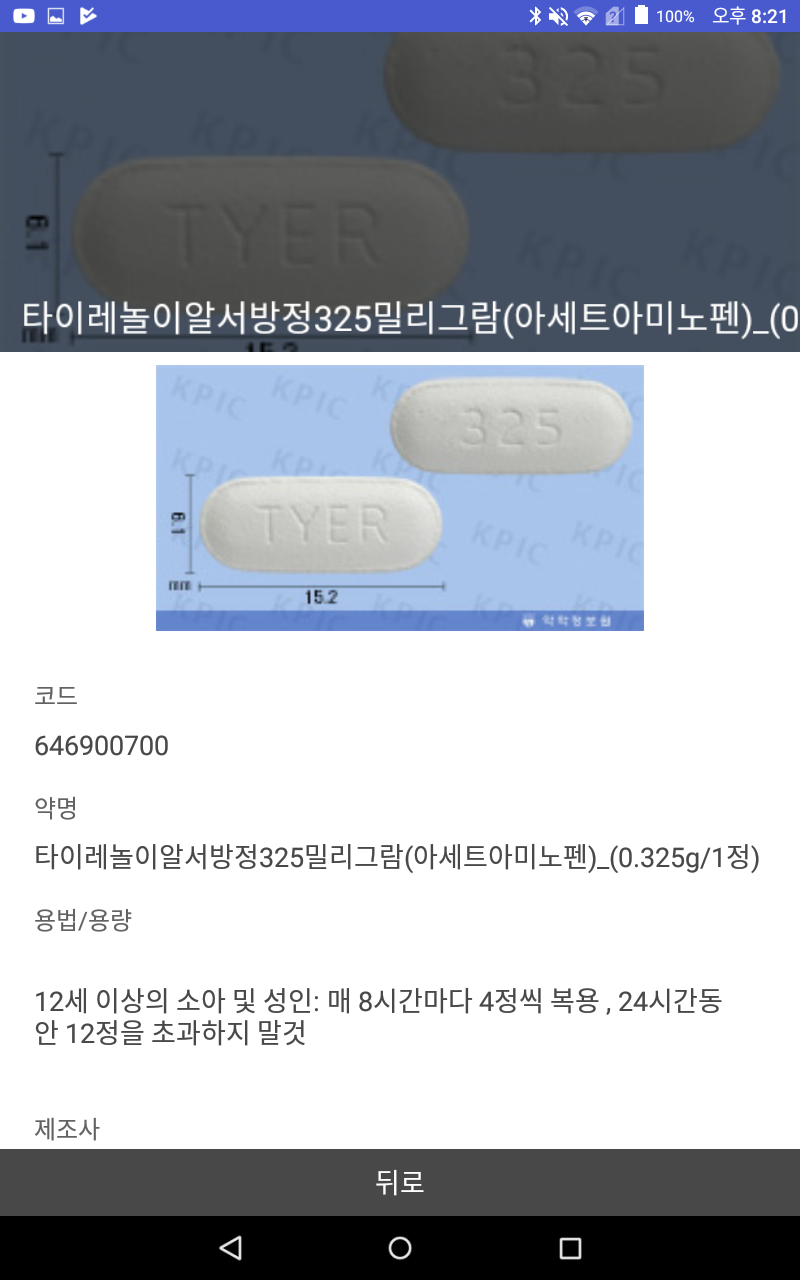 오후 8:21
100%
325
TYER
6.1
타이레놀이알서방정325밀리그람(아세트아미노펜)_(0
mm
15.2
KPIC
325
TYER
6.1
mm
15.2
약학정보원
코드
646900700
약명
타이레놀이알서방정325밀리그람(아세트아미노펜)_(0.325g/1정)
용법/용량
12세 이상의 소아 및 성인: 매 8시간마다 4정씩 복용 , 24시간동
안 12정을 초과하지 말것
제조사
뒤로